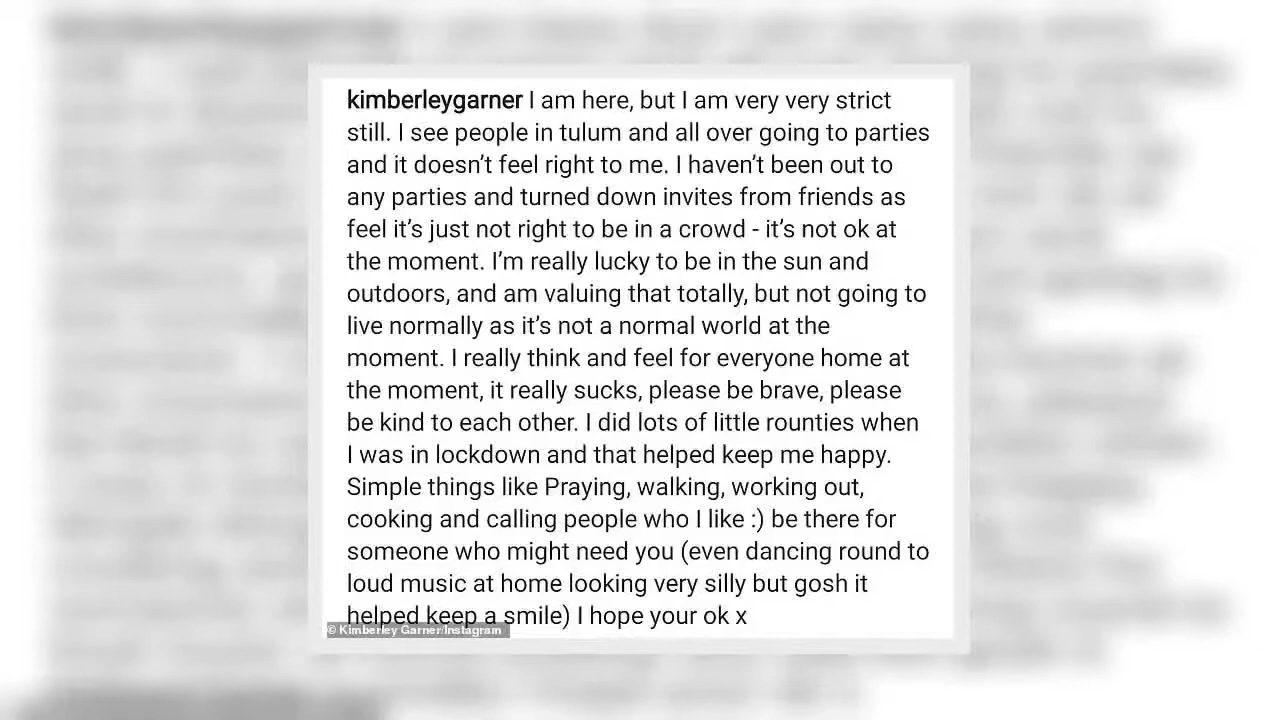 kimberleygarner I am here, but I am very very strict
still. I see people in tulum and all over going to parties
and it doesn’t feel right to me. I haven’t been out to
any parties and turned down invites from friends as
feel it’s just not right to be in a crowd - it’s not ok at
the moment. I’m really lucky to be in the sun and
outdoors, and am valuing that totally, but not going to
live normally as it’s not a normal world at the
moment. I really think and feel for everyone home at
the moment, it really sucks, please be brave, please
be kind to each other. I did lots of little rounties when
I was in lockdown and that helped keep me happy.
Simple things like Praying, walking, working out,
cooking and calling people who I like :) be there for
someone who might need you (even dancing round to
loud music at home looking very silly but gosh it
helped keep a smile) I hope your ok x
© Kimberley Garner/Instagram